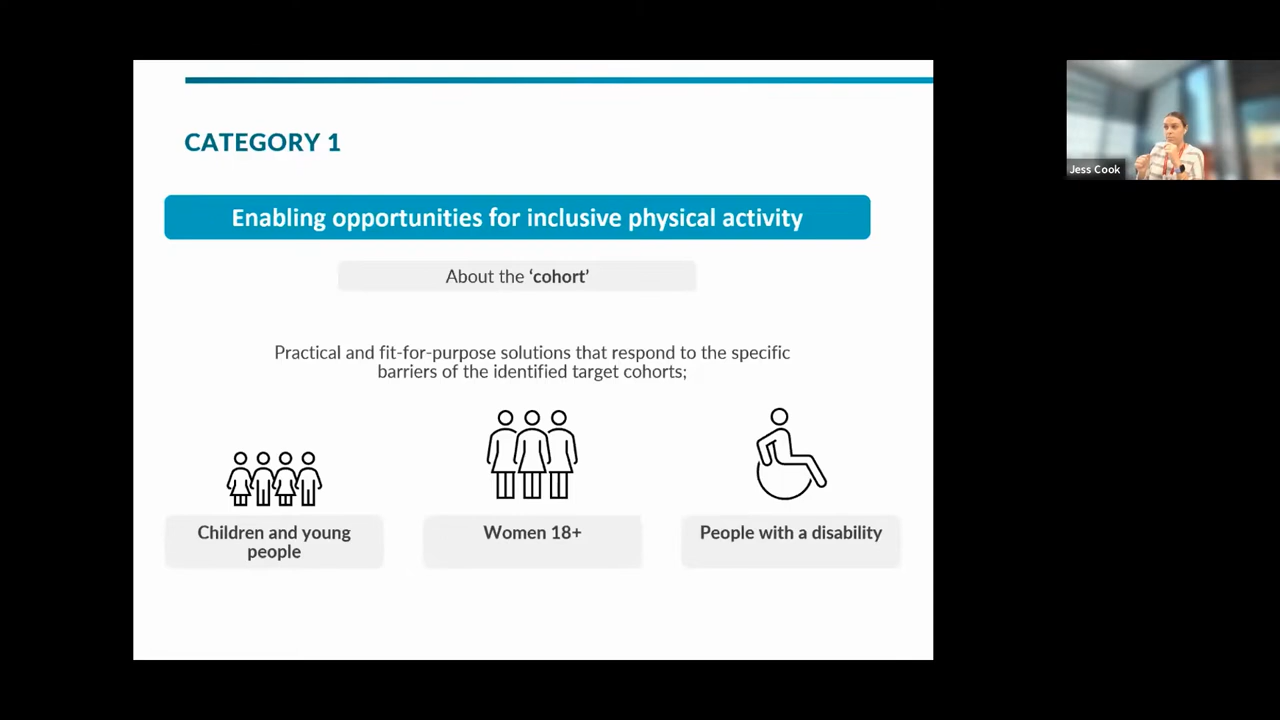 CATEGORY 1
Enabling opportunities for inclusive physical activity
About the ‘cohort’
Practical and fit-for-purpose solutions that respond to the specific
barriers of the identified target cohorts;
Children and young
people
Women 18+
People with a disability
Jess Cook